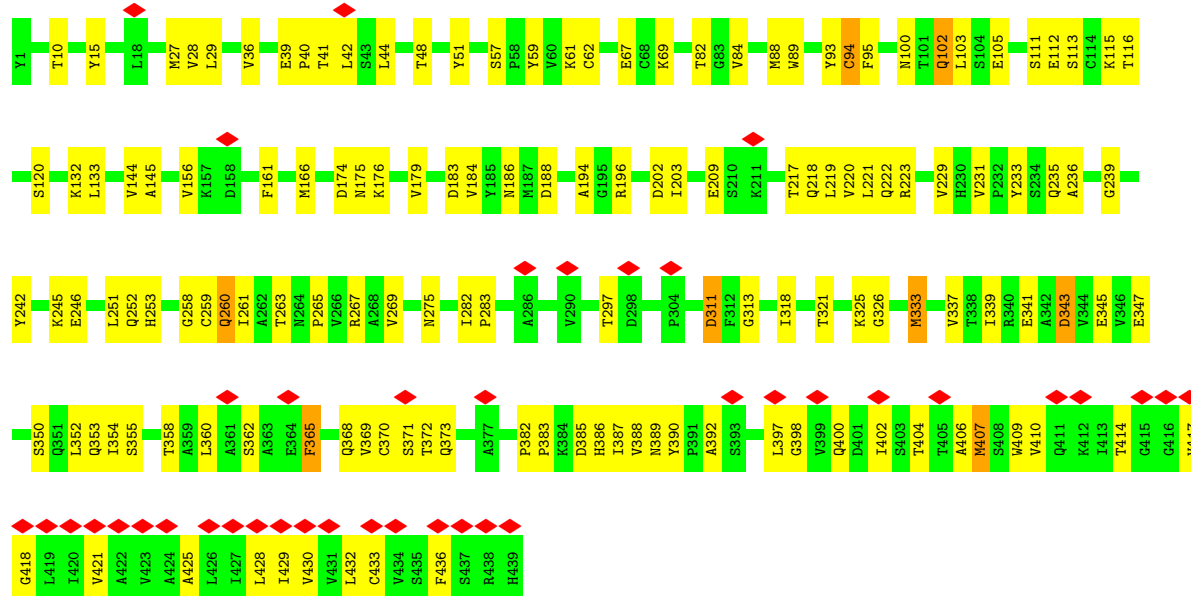 Y1 T10 Y15 L18 M27 V28 L29 V36 E39 P40 T41 L42 S43 L44 T48 Y51 S57 P58 Y59 V60 K61 C62 E67 C68 K69 T82 G83 V84 M88 W89 Y93 C94 F95 N100 T101 Q102 L103 S104 E105 S111 E112 S113 C114 K115 T116
S120 K132 L133 V144 A145 V156 K157 D158 F161 M166 D174 N175 K176 V179 D183 V184 Y185 N186 M187 D188 A194 G195 R196 D202 I203 E209 S210 K211 T217 Q218 L219 V220 L221 Q222 R223 V229 H230 V231 P232 Y233 S234 Q235 A236 G239
Y242 K245 E246 L251 Q252 H253 G258 C259 Q260 I261 A262 T263 N264 P265 V266 R267 A268 V269 N275 I282 P283 A286 V290 T297 D298 P304 D311 F312 G313 I318 T321 K325 G326 M333 V337 T338 I339 R340 E341 A342 D343 V344 E345 V346 E347
S350 Q351 L352 Q353 I354 S355 T358 A359 L360 A361 S362 A363 E364 F365 Q368 V369 C370 S371 T372 Q373 A377 P382 P383 K384 D385 H386 I387 V388 N389 Y390 P391 A392 S393 L397 G398 V399 Q400 D401 I402 S403 T404 T405 A406 M407 S408 W409 V410 Q411 K412 I413 T414 G415 G416
G418 L419 I420 V421 A422 V423 A424 A425 L426 I427 L428 I429 V430 V431 L432 C433 V434 S435 F436 S437 R438 H439